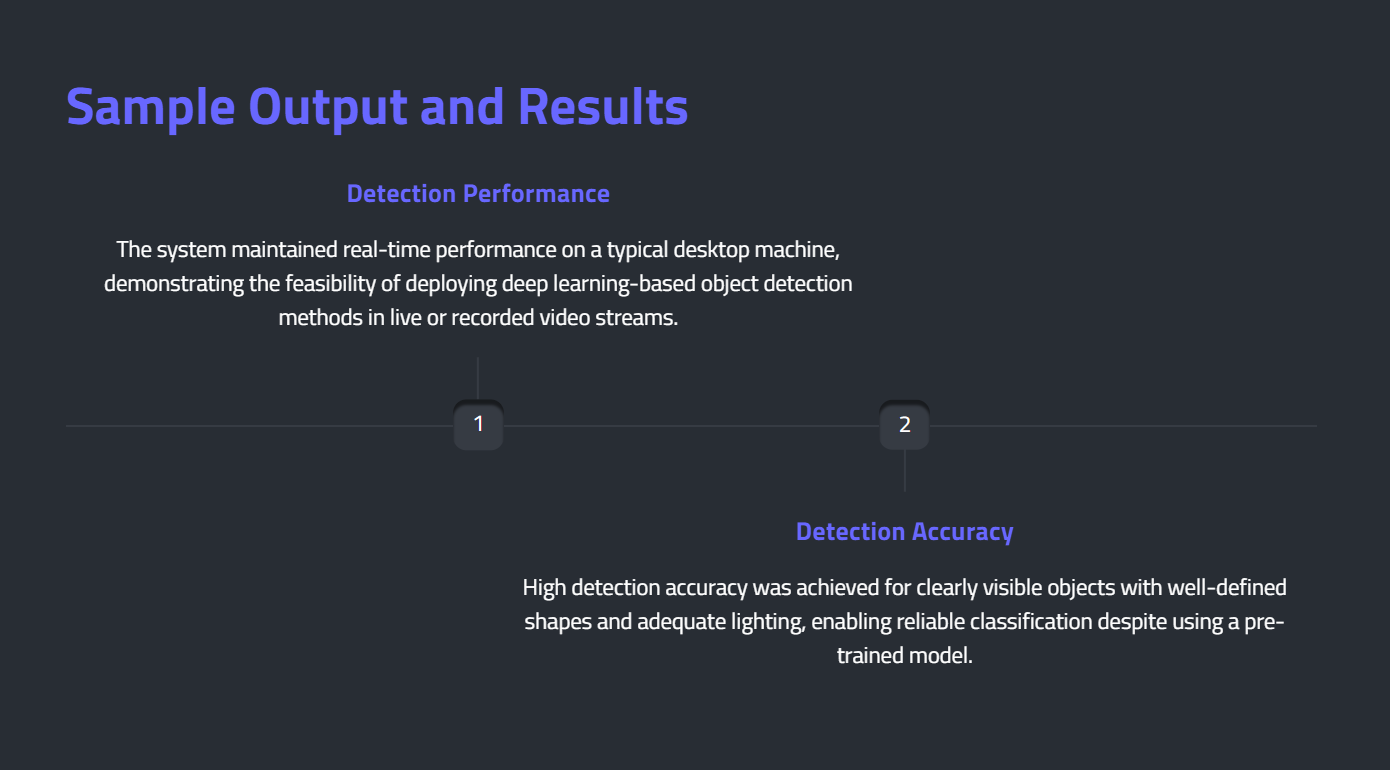 Sample Output and Results
Detection Performance
The system maintained real-time performance on a typical desktop machine,
demonstrating the feasibility of deploying deep learning-based object detection
methods in live or recorded video streams.
1
2
Detection Accuracy
High detection accuracy was achieved for clearly visible objects with well-defined
shapes and adequate lighting, enabling reliable classification despite using a pre-
trained model.